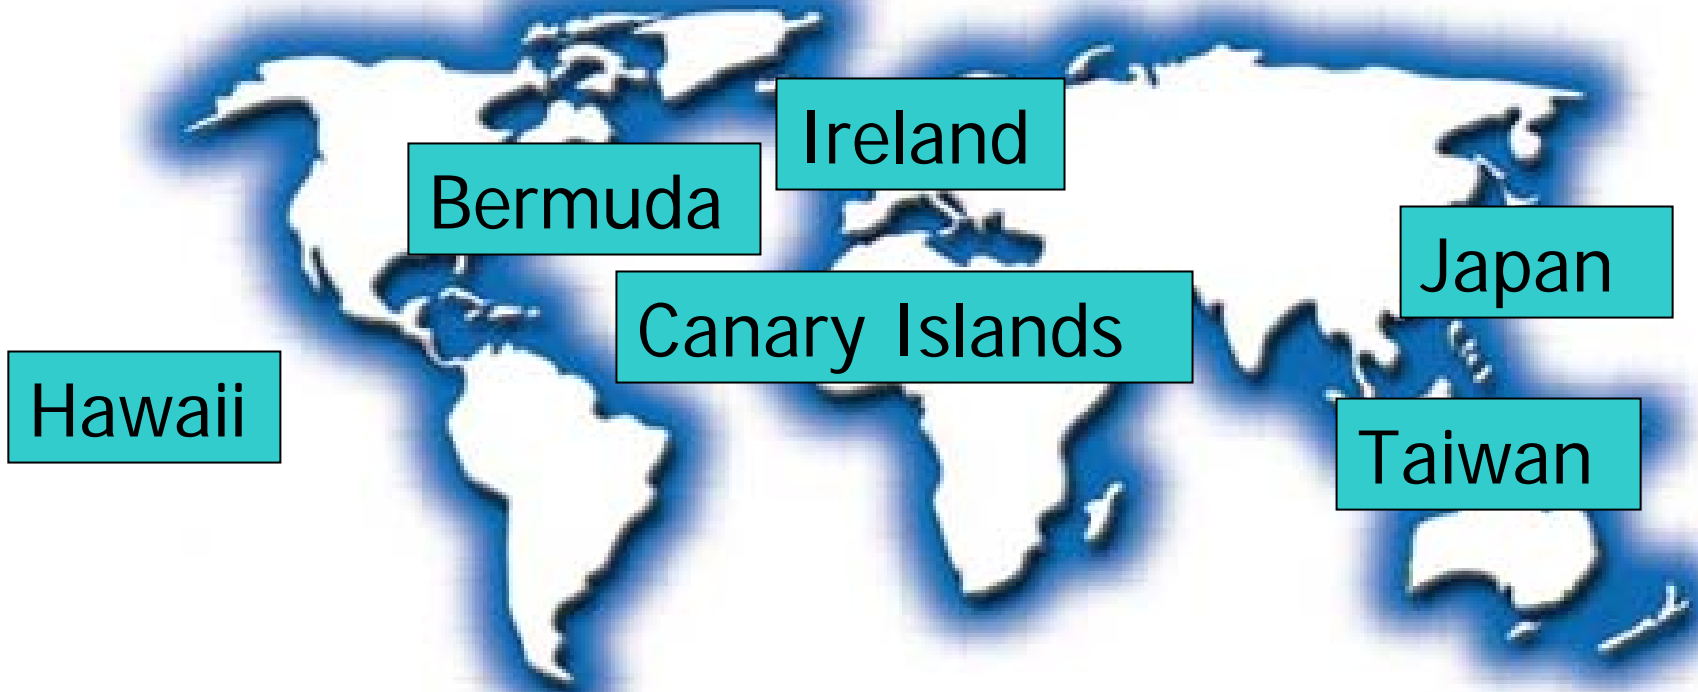 Ireland
Bermuda
Japan
Canary Islands
Hawaii
Taiwan